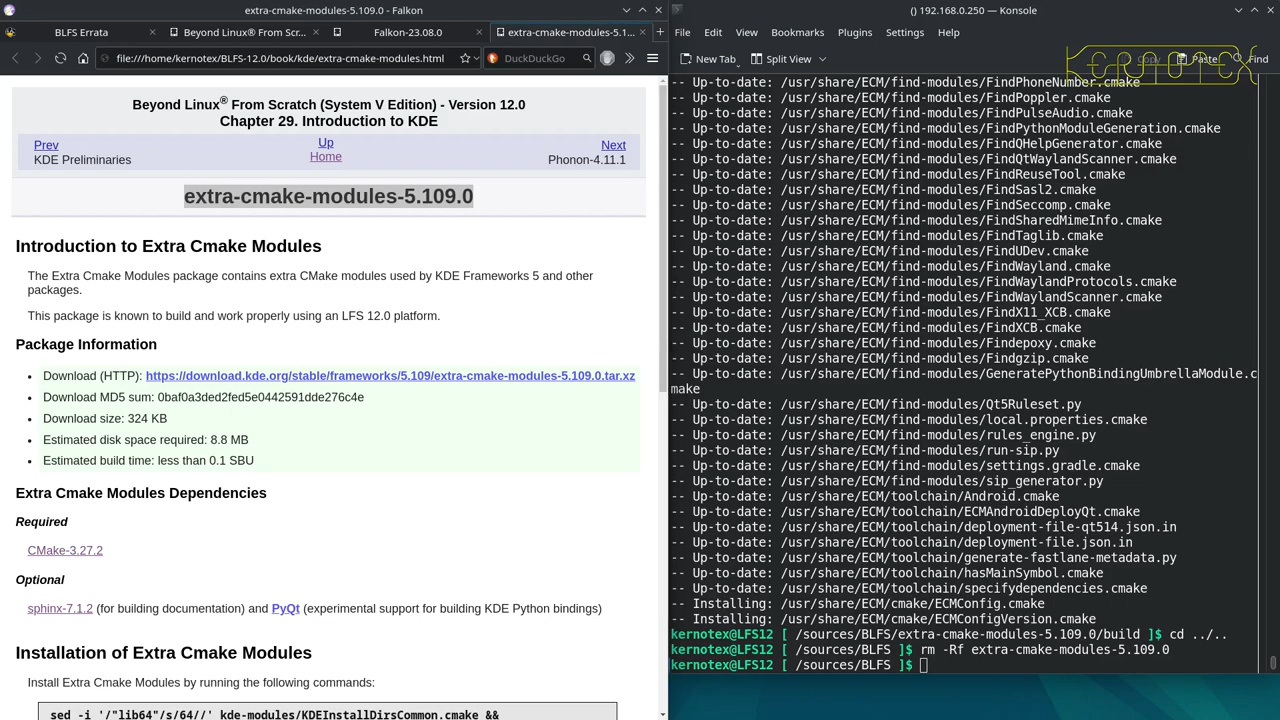 extra-cmake-modules-5.109.0 - Falkon
BLFS Errata
Beyond Linux® From Scr...
Falkon-23.08.0
extra-cmake-modules-5.1...
file:///home/kernotex/BLFS-12.0/book/kde/extra-cmake-modules.html
DuckDuckGo
Beyond Linux® From Scratch (System V Edition) - Version 12.0
Chapter 29. Introduction to KDE
Prev
Up
Next
KDE Preliminaries
Home
Phonon-4.11.1
extra-cmake-modules-5.109.0
Introduction to Extra Cmake Modules
The Extra Cmake Modules package contains extra CMake modules used by KDE Frameworks 5 and other
packages.
This package is known to build and work properly using an LFS 12.0 platform.
Package Information
• Download (HTTP): https://download.kde.org/stable/frameworks/5.109/extra-cmake-modules-5.109.0.tar.xz
• Download MD5 sum: 0baf0a3ded2fed5e0442591dde276c4e
• Download size: 324 KB
• Estimated disk space required: 8.8 MB
• Estimated build time: less than 0.1 SBU
Extra Cmake Modules Dependencies
Required
CMake-3.27.2
Optional
sphinx-7.1.2 (for building documentation) and PyQt (experimental support for building KDE Python bindings)
Installation of Extra Cmake Modules
Install Extra Cmake Modules by running the following commands:
sed -i '/"lib64"/s/64//' kde-modules/KDEInstallDirsCommon.cmake &&
() 192.168.0.250 — Konsole
File Edit View Bookmarks Plugins Settings Help
New Tab Split View Copy Paste Find
KERNOTEX
-- Up-to-date: /usr/share/ECM/find-modules/FindPhoneNumber.cmake
-- Up-to-date: /usr/share/ECM/find-modules/FindPoppler.cmake
-- Up-to-date: /usr/share/ECM/find-modules/FindPulseAudio.cmake
-- Up-to-date: /usr/share/ECM/find-modules/FindPythonModuleGeneration.cmake
-- Up-to-date: /usr/share/ECM/find-modules/FindQHelpGenerator.cmake
-- Up-to-date: /usr/share/ECM/find-modules/FindQtWaylandScanner.cmake
-- Up-to-date: /usr/share/ECM/find-modules/FindReuseTool.cmake
-- Up-to-date: /usr/share/ECM/find-modules/FindSasl2.cmake
-- Up-to-date: /usr/share/ECM/find-modules/FindSeccomp.cmake
-- Up-to-date: /usr/share/ECM/find-modules/FindSharedMimeInfo.cmake
-- Up-to-date: /usr/share/ECM/find-modules/FindTaglib.cmake
-- Up-to-date: /usr/share/ECM/find-modules/FindUDev.cmake
-- Up-to-date: /usr/share/ECM/find-modules/FindWayland.cmake
-- Up-to-date: /usr/share/ECM/find-modules/FindWaylandProtocols.cmake
-- Up-to-date: /usr/share/ECM/find-modules/FindWaylandScanner.cmake
-- Up-to-date: /usr/share/ECM/find-modules/FindX11_XCB.cmake
-- Up-to-date: /usr/share/ECM/find-modules/FindXCB.cmake
-- Up-to-date: /usr/share/ECM/find-modules/Findepoxy.cmake
-- Up-to-date: /usr/share/ECM/find-modules/Findgzip.cmake
-- Up-to-date: /usr/share/ECM/find-modules/GeneratePythonBindingUmbrellaModule.c
make
-- Up-to-date: /usr/share/ECM/find-modules/Qt5Ruleset.py
-- Up-to-date: /usr/share/ECM/find-modules/local.properties.cmake
-- Up-to-date: /usr/share/ECM/find-modules/rules_engine.py
-- Up-to-date: /usr/share/ECM/find-modules/run-sip.py
-- Up-to-date: /usr/share/ECM/find-modules/settings.gradle.cmake
-- Up-to-date: /usr/share/ECM/find-modules/sip_generator.py
-- Up-to-date: /usr/share/ECM/toolchain/Android.cmake
-- Up-to-date: /usr/share/ECM/toolchain/ECMAndroidDeployQt.cmake
-- Up-to-date: /usr/share/ECM/toolchain/deployment-file-qt514.json.in
-- Up-to-date: /usr/share/ECM/toolchain/deployment-file.json.in
-- Up-to-date: /usr/share/ECM/toolchain/generate-fastlane-metadata.py
-- Up-to-date: /usr/share/ECM/toolchain/hasMainSymbol.cmake
-- Up-to-date: /usr/share/ECM/toolchain/specifydependencies.cmake
-- Installing: /usr/share/ECM/cmake/ECMConfig.cmake
-- Installing: /usr/share/ECM/cmake/ECMConfigVersion.cmake
kernotex@LFS12 [ /sources/BLFS/extra-cmake-modules-5.109.0/build ]$ cd ../..
kernotex@LFS12 [ /sources/BLFS ]$ rm -Rf extra-cmake-modules-5.109.0
kernotex@LFS12 [ /sources/BLFS ]$